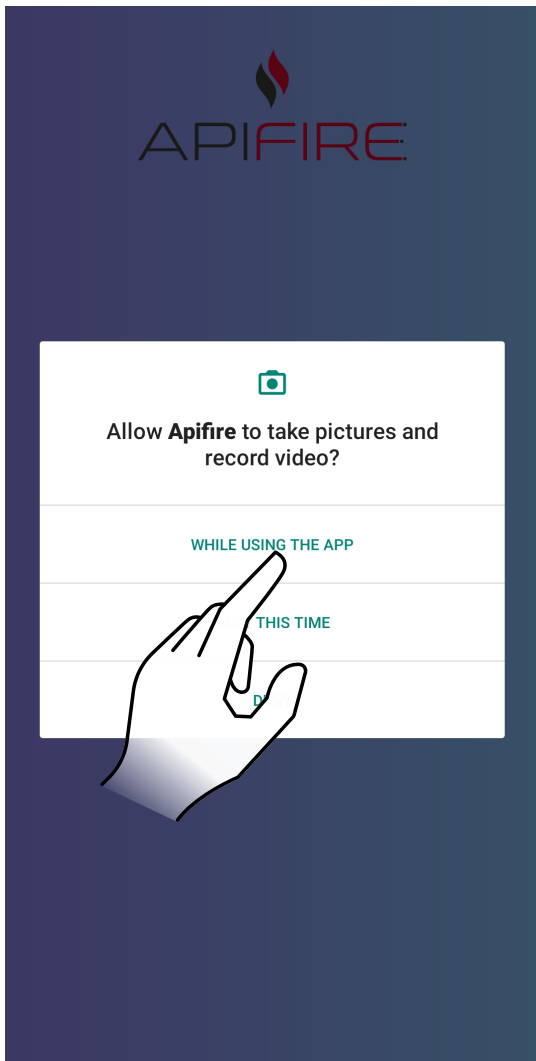 APIFIRE
Allow Apifire to take pictures and
record video?
WHILE USING THE APP
THIS TIME